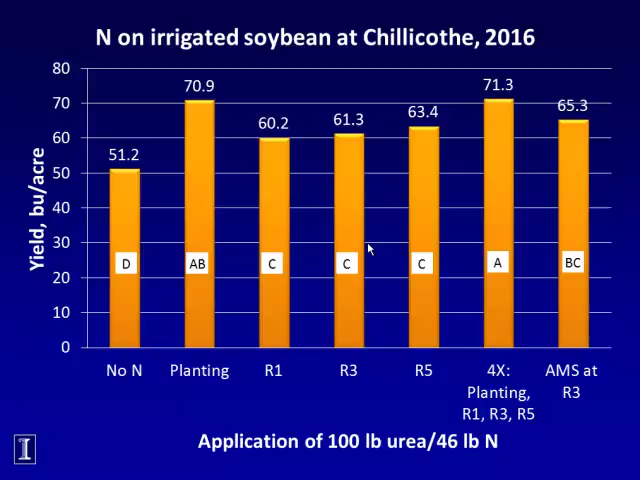 N on irrigated soybean at Chillicothe, 2016
Yield, bu/acre
80
70
60
50
40
30
20
10
0
51.2
70.9
60.2
61.3
63.4
71.3
65.3
D
AB
C
C
C
A
BC
No N
Planting
R1
R3
R5
4X:
Planting,
R1, R3, R5
AMS at
R3
Application of 100 lb urea/46 lb N
I